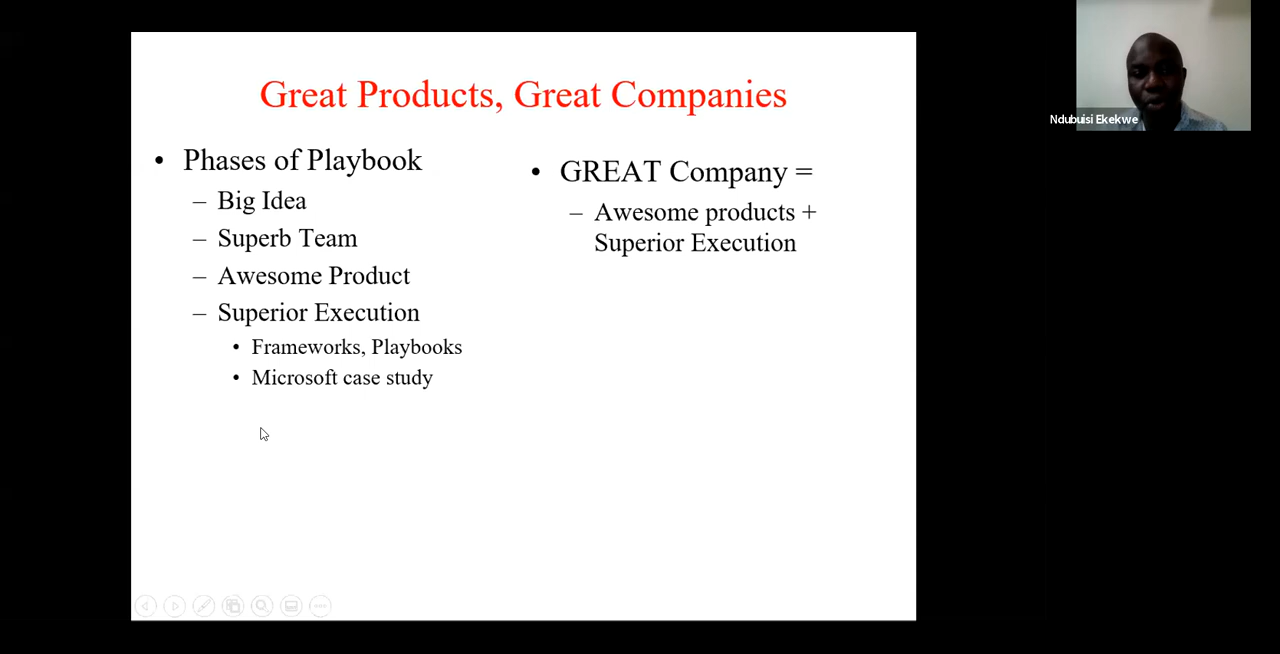 Great Products, Great Companies
• Phases of Playbook
– Big Idea
– Superb Team
– Awesome Product
– Superior Execution
• Frameworks, Playbooks
• Microsoft case study
• GREAT Company =
– Awesome products +
Superior Execution
Ndubuisi Ekekwe